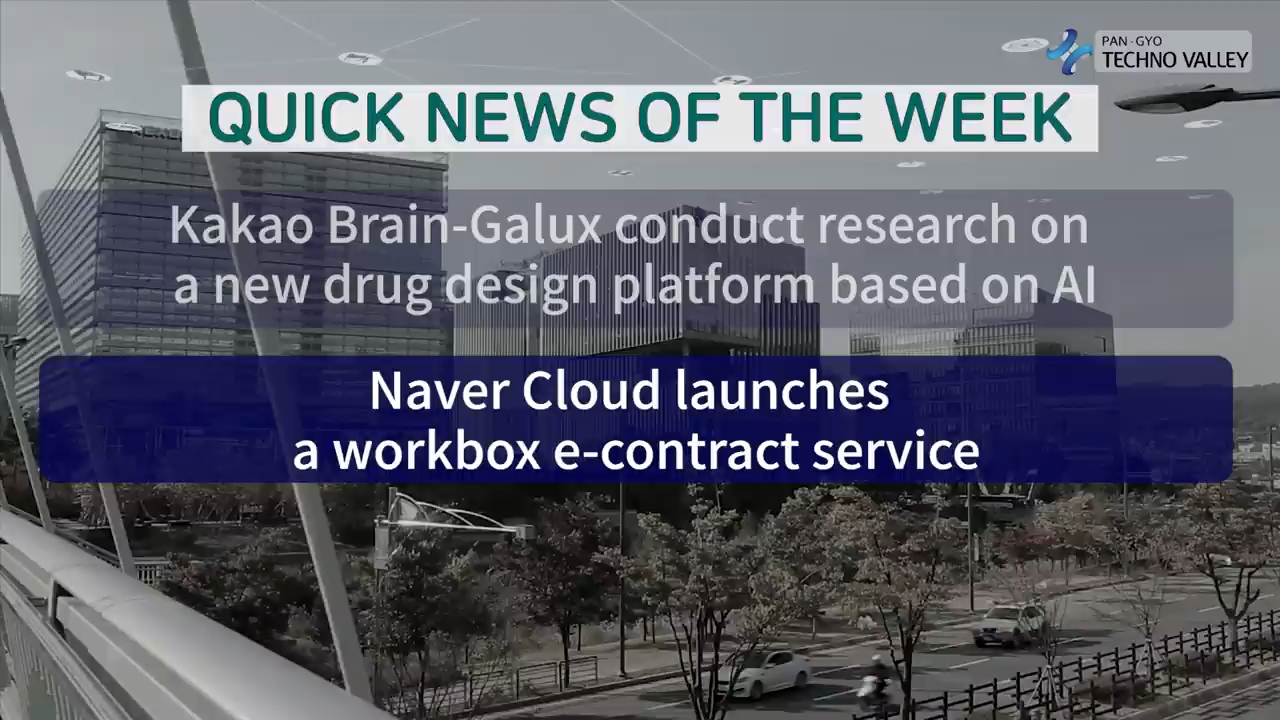 PAN·GYO
TECHNO VALLEY
QUICK NEWS OF THE WEEK
Kakao Brain-Galux conduct research on
a new drug design platform based on AI
Naver Cloud launches
a workbox e-contract service